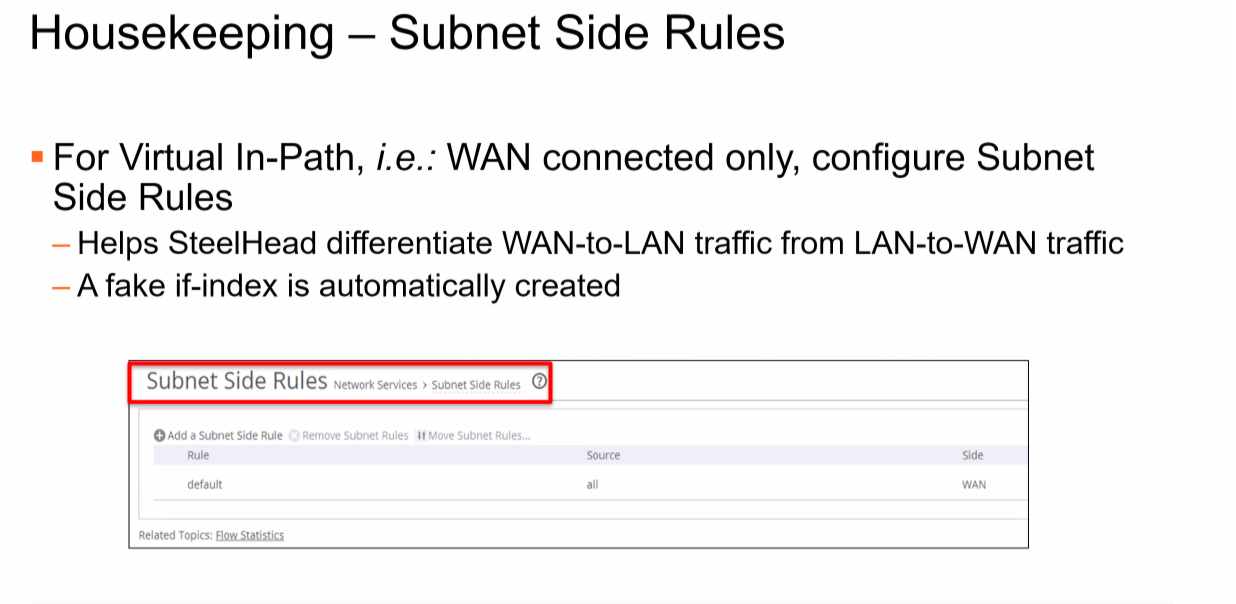 Housekeeping – Subnet Side Rules
For Virtual In-Path, i.e.: WAN connected only, configure Subnet
Side Rules
– Helps SteelHead differentiate WAN-to-LAN traffic from LAN-to-WAN traffic
– A fake if-index is automatically created
Subnet Side Rules Network Services › Subnet Side Rules ?
Add a Subnet Side Rule Remove Subnet Rules Move Subnet Rules...
Rule Source Side
default all WAN
Related Topics: Flow Statistics